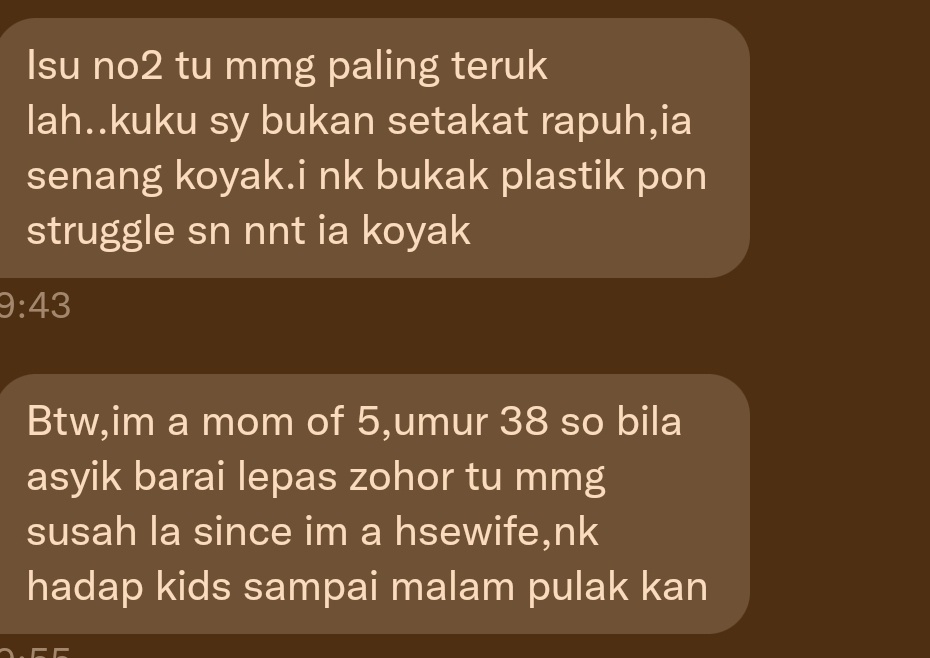 Isu no2 tu mmg paling teruk
lah..kuku sy bukan setakat rapuh,ia
senang koyak.i nk bukak plastik pon
struggle sn nnt ia koyak
9:43
Btw,im a mom of 5,umur 38 so bila
asyik barai lepas zohor tu mmg
susah la since im a hsewife,nk
hadap kids sampai malam pulak kan